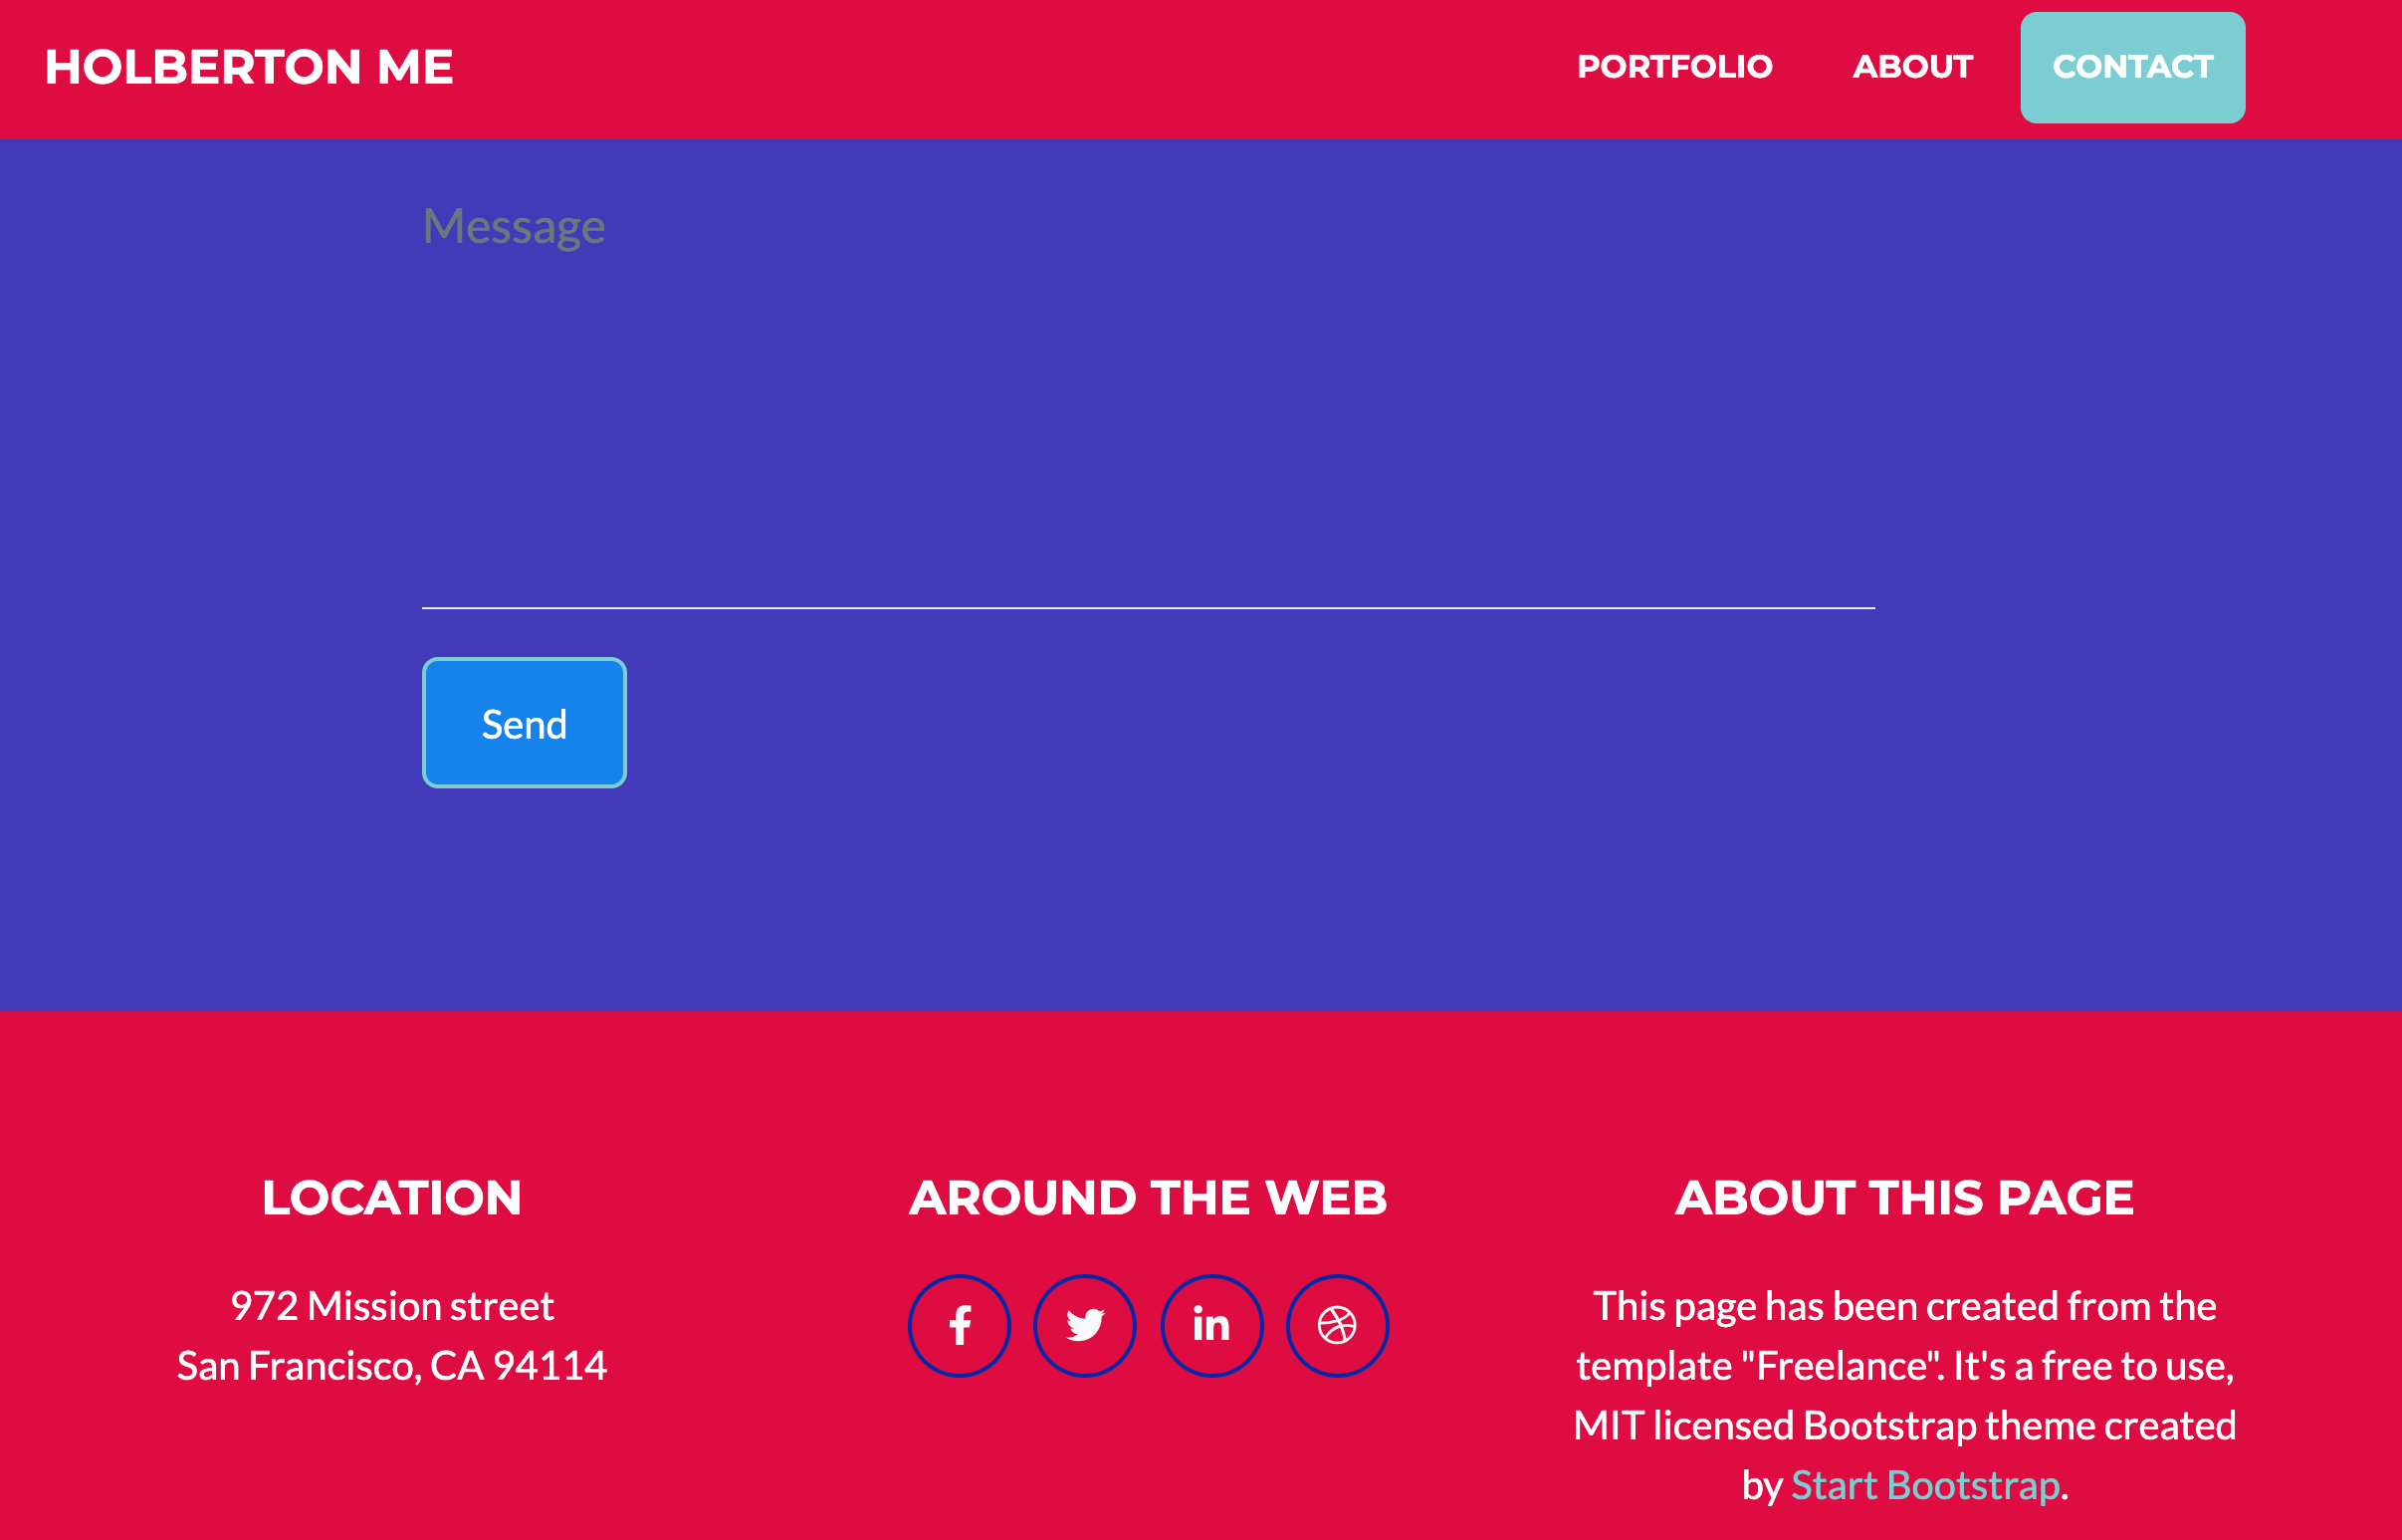 HOLBERTON ME
PORTFOLIO
ABOUT
CONTACT
Message
Send
LOCATION
972 Mission street
San Francisco, CA 94114
AROUND THE WEB
ABOUT THIS PAGE
This page has been created from the
template "Freelance". It's a free to use,
MIT licensed Bootstrap theme created
by Start Bootstrap.